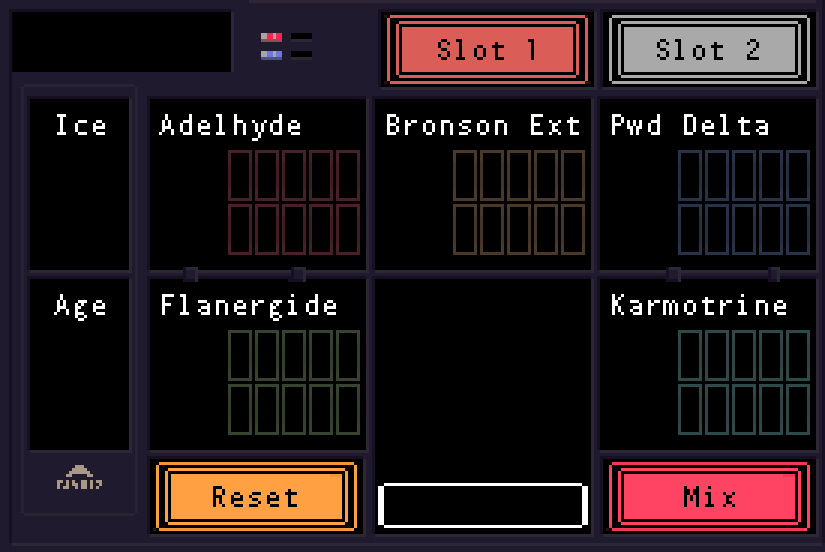 Slot 1
Slot 2
Ice
Adelhyde
Bronson Ext
Pwd Delta
Age
Flanergide
Karmotrine
Reset
Mix